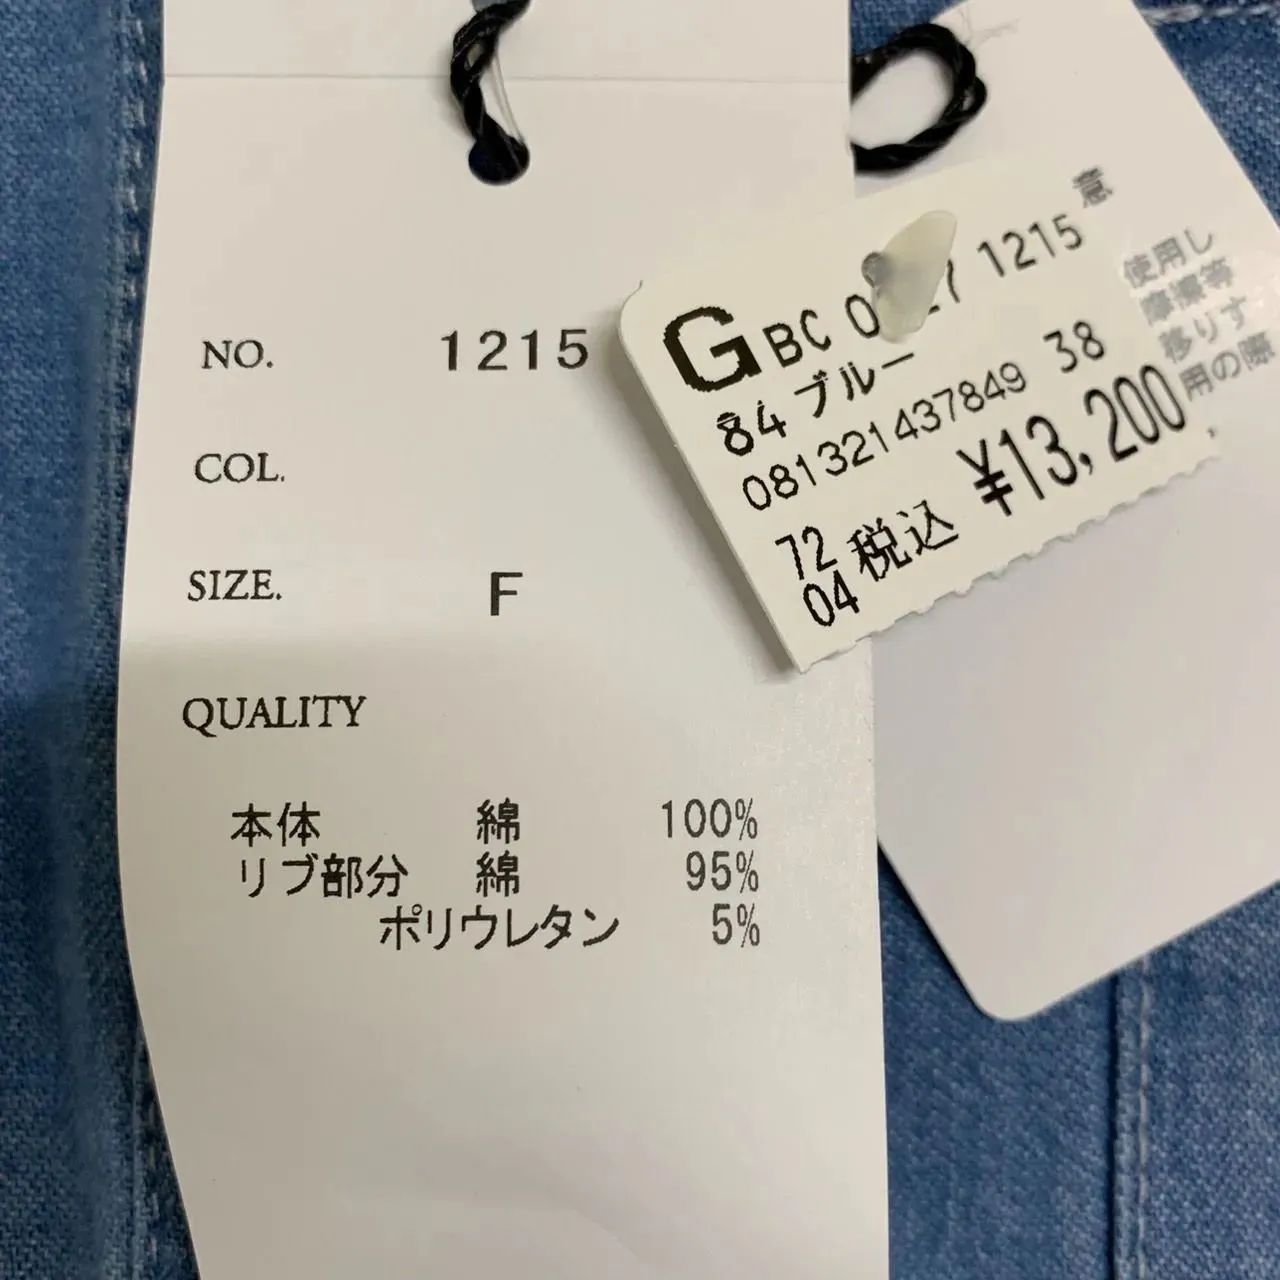 NO. 1215
COL.
SIZE. F
QUALITY
本体 綿 100%
リブ部分 綿 95%
ポリウレタン 5%
G BC 1215
84 ブルー
081321437849 38
72 税込 ¥13,200
04
意
使用し
摩擦等
移りす
用の際